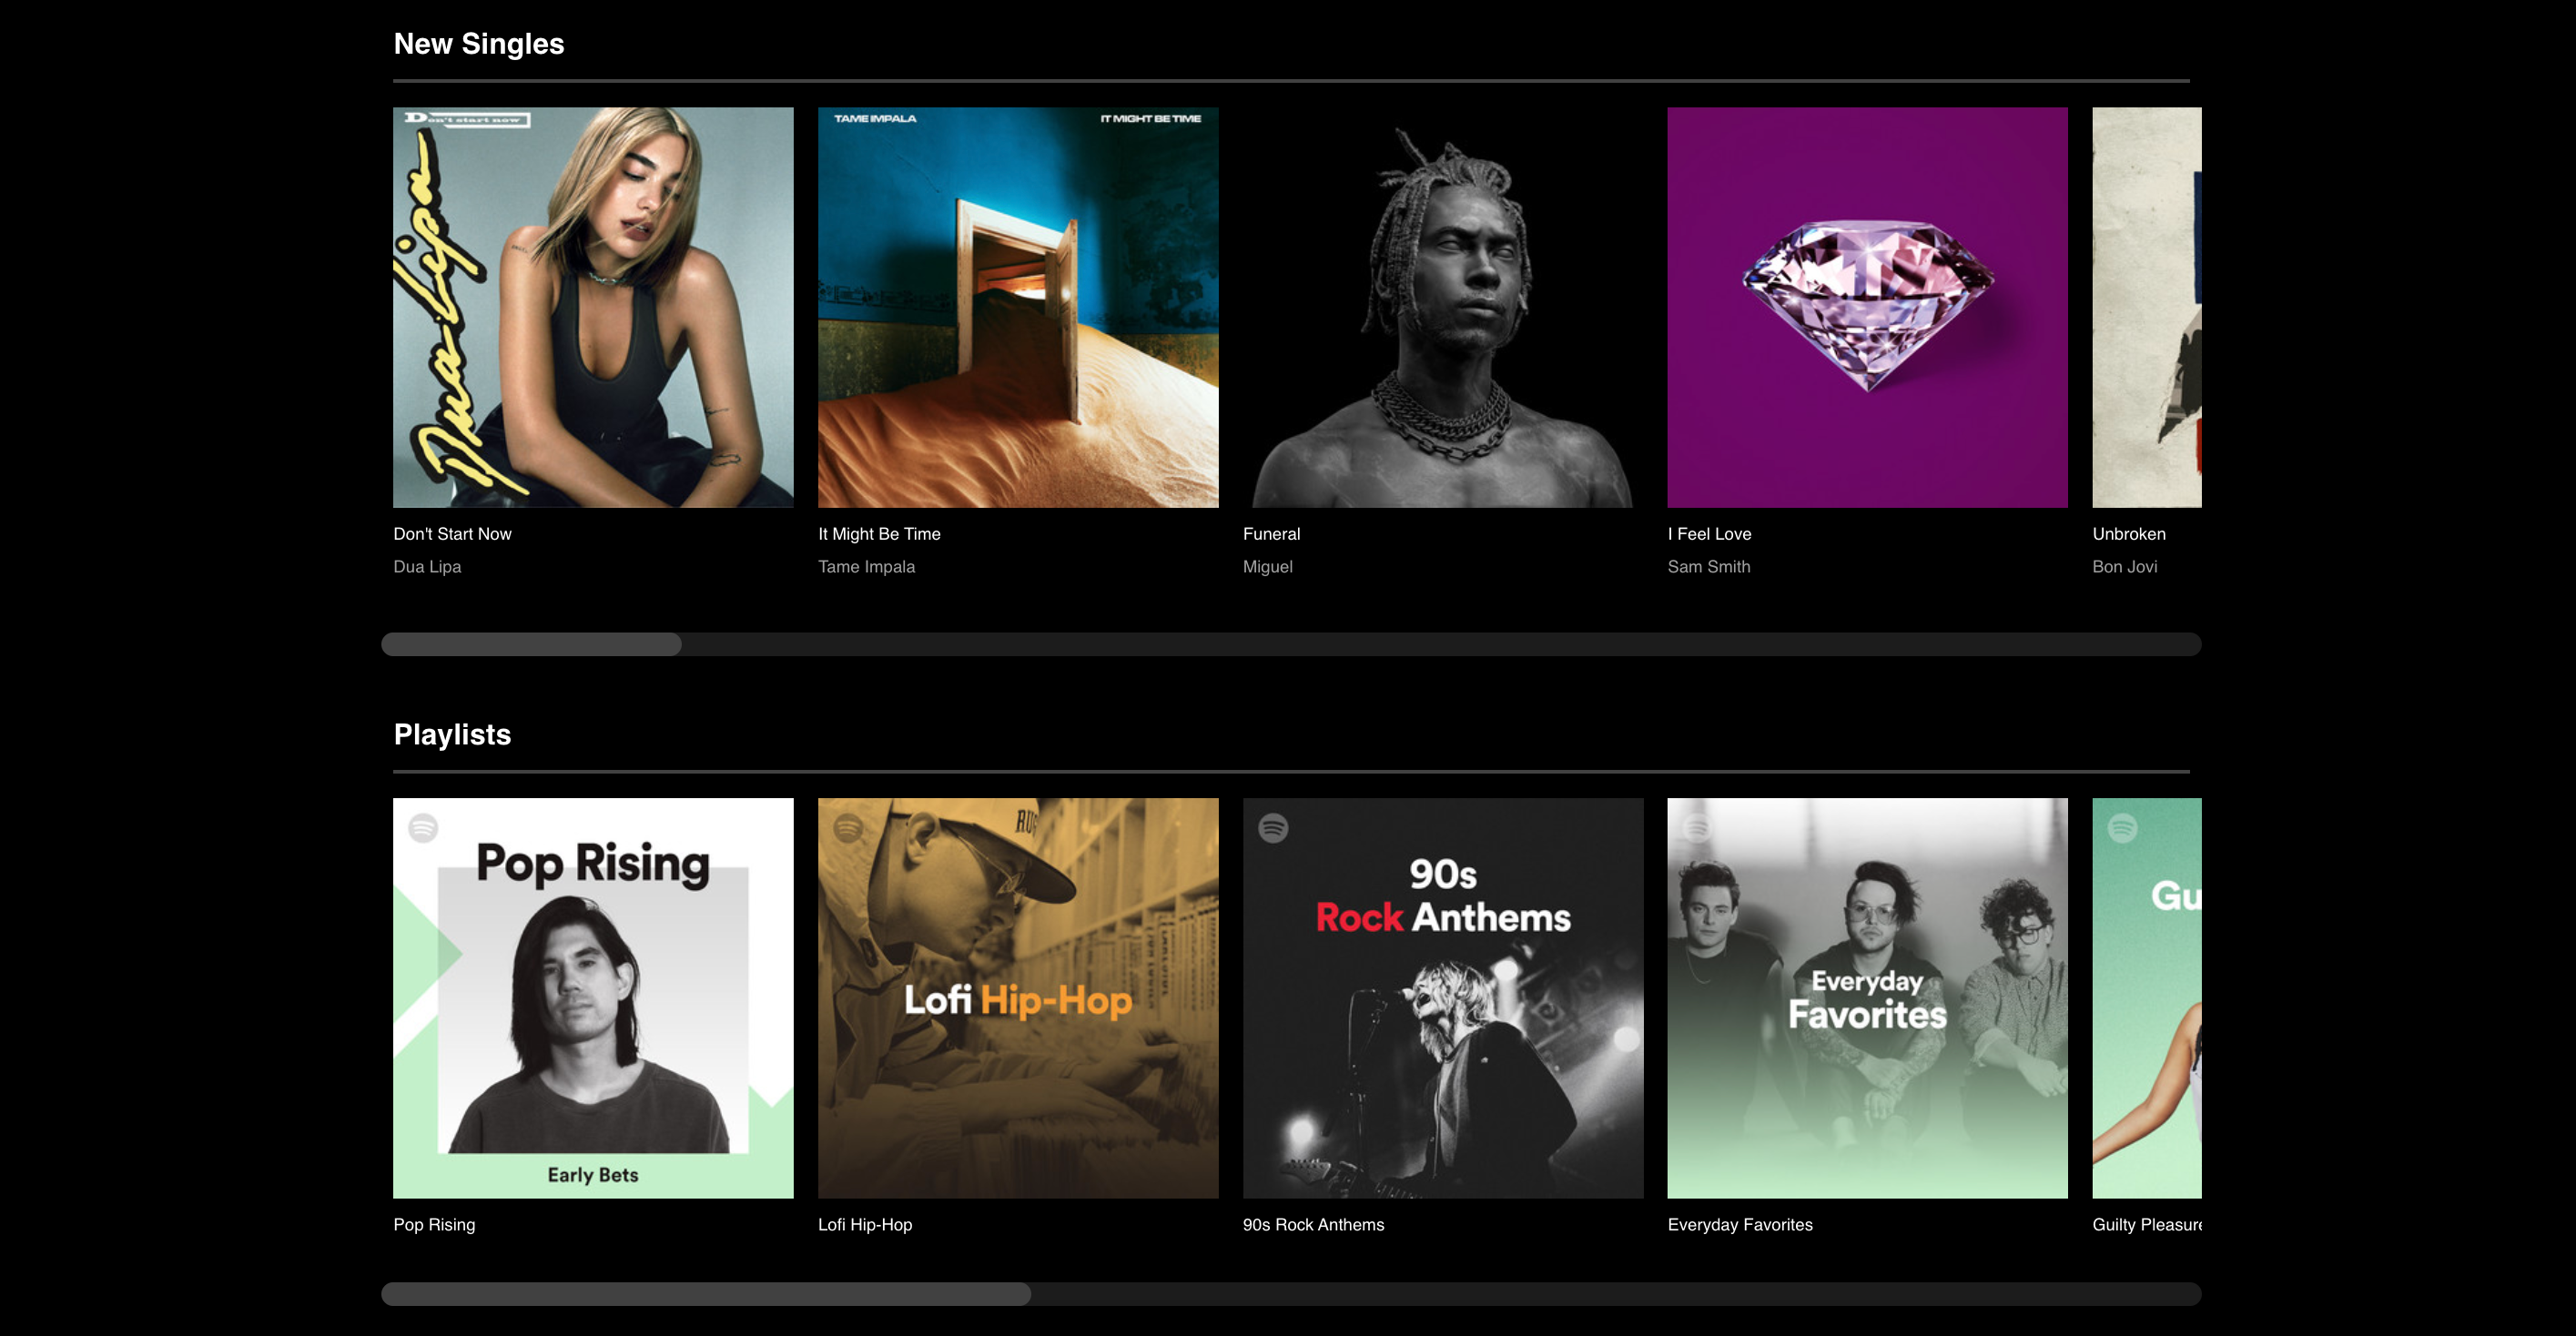 New Singles
Don't start now
Dua Lipa
TAME IMPALA IT MIGHT BE TIME
Don't Start Now
Dua Lipa
It Might Be Time
Tame Impala
Funeral
Miguel
I Feel Love
Sam Smith
Unbroken
Bon Jovi
Playlists
Pop Rising
Early Bets
RUG
Lofi Hip-Hop
90s
Rock Anthems
Everyday
Favorites
Gu
Pop Rising
Lofi Hip-Hop
90s Rock Anthems
Everyday Favorites
Guilty Pleasure